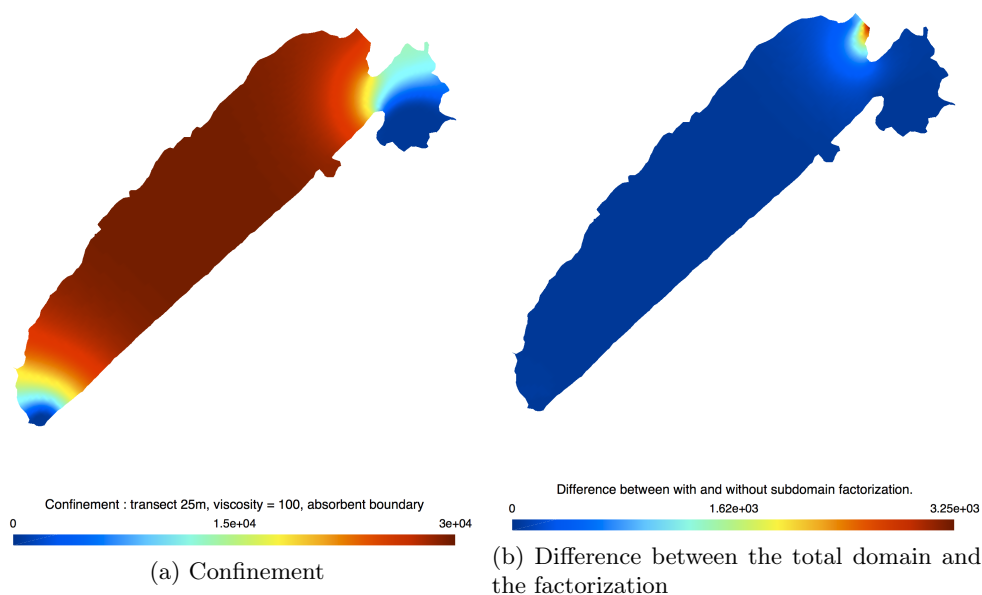 Confinement : transect 25m, viscosity = 100, absorbent boundary
0 1.5e+04 3e+04
(a) Confinement
Difference between with and without subdomain factorization.
0 1.62e+03 3.25e+03
(b) Difference between the total domain and
the factorization